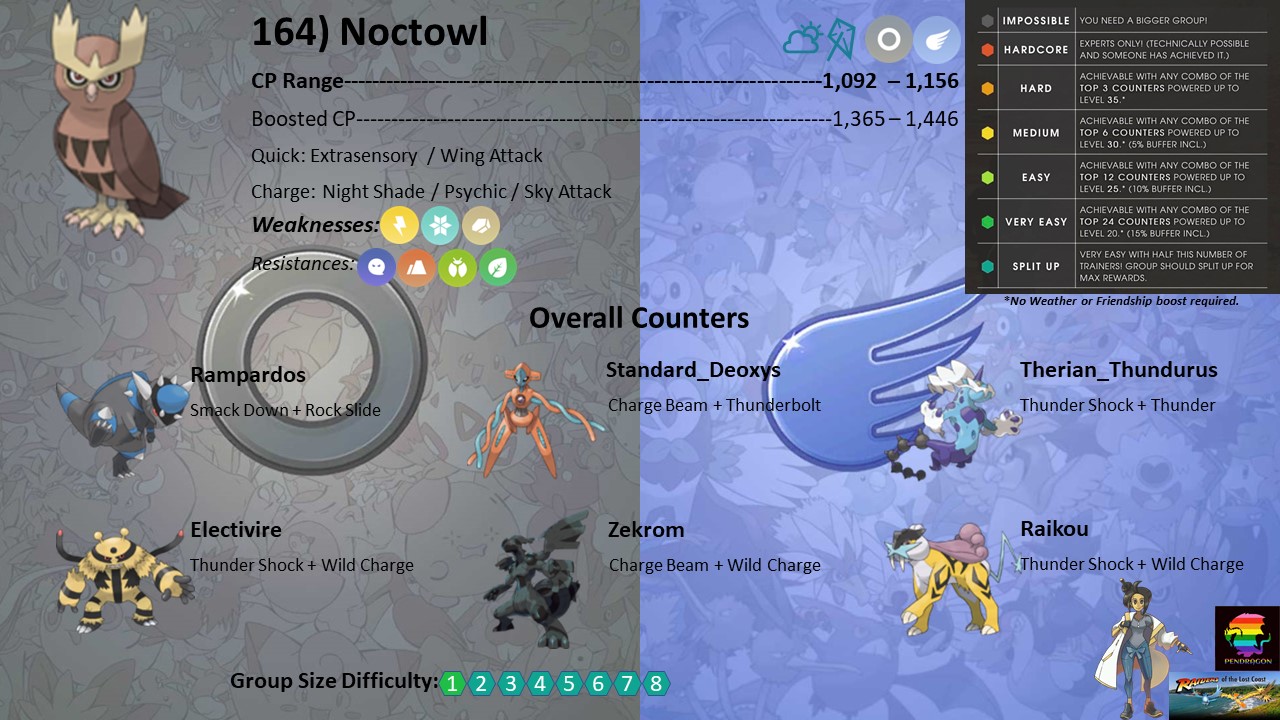 164) Noctowl
CP Range------------------------------------------------------------------------1,092 – 1,156
Boosted CP------------------------------------------------------------------------1,365 – 1,446
Quick: Extrasensory / Wing Attack
Charge: Night Shade / Psychic / Sky Attack
Weaknesses:
Resistances:
IMPOSSIBLE YOU NEED A BIGGER GROUP!
HARDCORE EXPERTS ONLY! (TECHNICALLY POSSIBLE
AND SOMEONE HAS ACHIEVED IT.)
HARD ACHIEVABLE WITH ANY COMBO OF THE
TOP 3 COUNTERS POWERED UP TO
LEVEL 35.*
MEDIUM ACHIEVABLE WITH ANY COMBO OF THE
TOP 6 COUNTERS POWERED UP TO
LEVEL 30.* (5% BUFFER INCL.)
EASY ACHIEVABLE WITH ANY COMBO OF THE
TOP 12 COUNTERS POWERED UP TO
LEVEL 25.* (10% BUFFER INCL.)
VERY EASY ACHIEVABLE WITH ANY COMBO OF THE
TOP 24 COUNTERS POWERED UP TO
LEVEL 20.* (15% BUFFER INCL.)
SPLIT UP VERY EASY WITH HALF THIS NUMBER OF
TRAINERS! GROUP SHOULD SPLIT UP FOR
MAX REWARDS.
*No Weather or Friendship boost required.
Overall Counters
Rampardos
Smack Down + Rock Slide
Standard_Deoxys
Charge Beam + Thunderbolt
Therian_Thundurus
Thunder Shock + Thunder
Electivire
Thunder Shock + Wild Charge
Zekrom
Charge Beam + Wild Charge
Raikou
Thunder Shock + Wild Charge
Group Size Difficulty: 1 2 3 4 5 6 7 8
PENDRAGON
RAIDERS of the Lost Coast